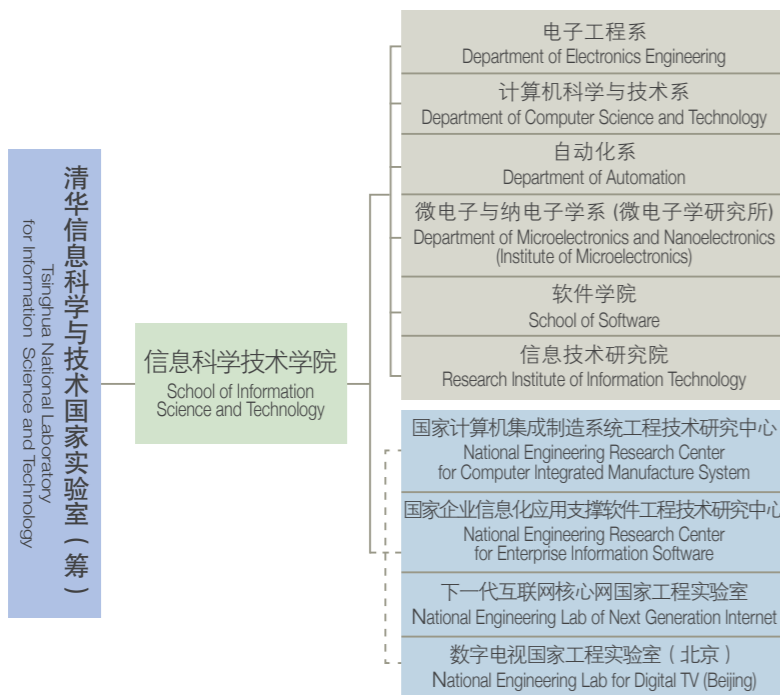 清华信息科学与技术国家实验室（筹）
Tsinghua National Laboratory
for Information Science and Technology
信息科学技术学院
School of Information
Science and Technology
电子工程系
Department of Electronics Engineering
计算机科学与技术系
Department of Computer Science and Technology
自动化系
Department of Automation
微电子与纳电子学系 (微电子学研究所)
Department of Microelectronics and Nanoelectronics
(Institute of Microelectronics)
软件学院
School of Software
信息技术研究院
Research Institute of Information Technology
国家计算机集成制造系统工程技术研究中心
National Engineering Research Center
for Computer Integrated Manufacture System
国家企业信息化应用支撑软件工程技术研究中心
National Engineering Research Center
for Enterprise Information Software
下一代互联网核心网国家工程实验室
National Engineering Lab of Next Generation Internet
数字电视国家工程实验室（北京）
National Engineering Lab for Digital TV (Beijing)